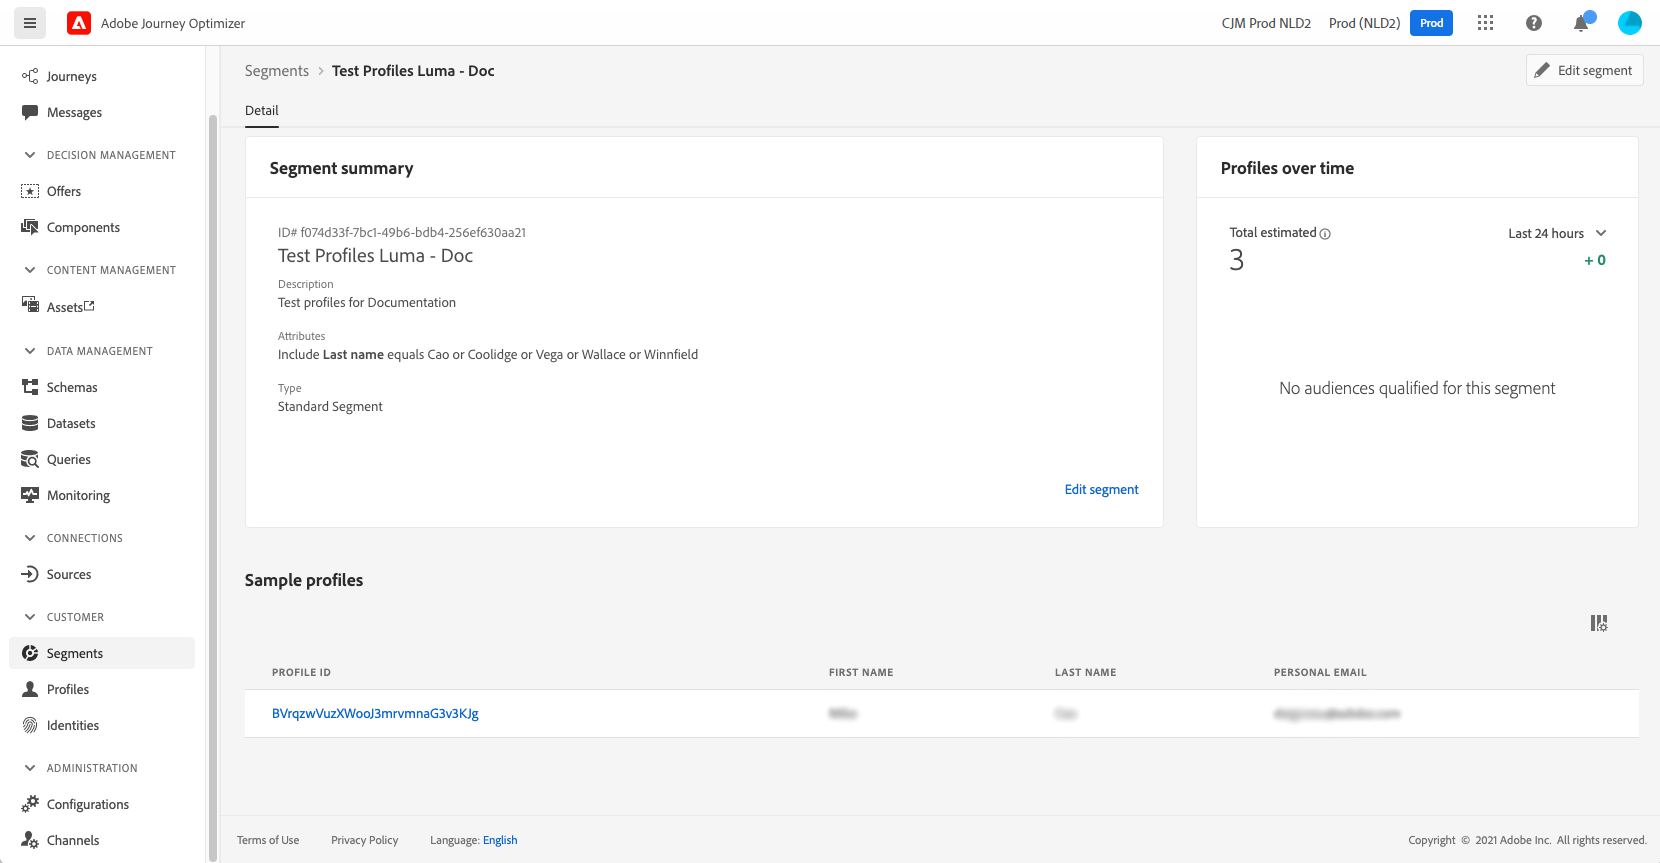 Adobe Journey Optimizer
CJM Prod NLD2 Prod (NLD2) Prod
Journeys
Messages
DECISION MANAGEMENT
Offers
Components
CONTENT MANAGEMENT
Assets
DATA MANAGEMENT
Schemas
Datasets
Queries
Monitoring
CONNECTIONS
Sources
CUSTOMER
Segments
Profiles
Identities
ADMINISTRATION
Configurations
Channels
Segments > Test Profiles Luma - Doc
Edit segment
Detail
Segment summary
ID# f074d33f-7bc1-49b6-bdb4-256ef630aa21
Test Profiles Luma - Doc
Description
Test profiles for Documentation
Attributes
Include Last name equals Cao or Coolidge or Vega or Wallace or Winnfield
Type
Standard Segment
Edit segment
Profiles over time
Total estimated
Last 24 hours
3
+ 0
No audiences qualified for this segment
Sample profiles
PROFILE ID FIRST NAME LAST NAME PERSONAL EMAIL
BVrqzwVuzXWooJ3mrvmnaG3v3KJg
Terms of Use Privacy Policy Language: English
Copyright © 2021 Adobe Inc. All rights reserved.